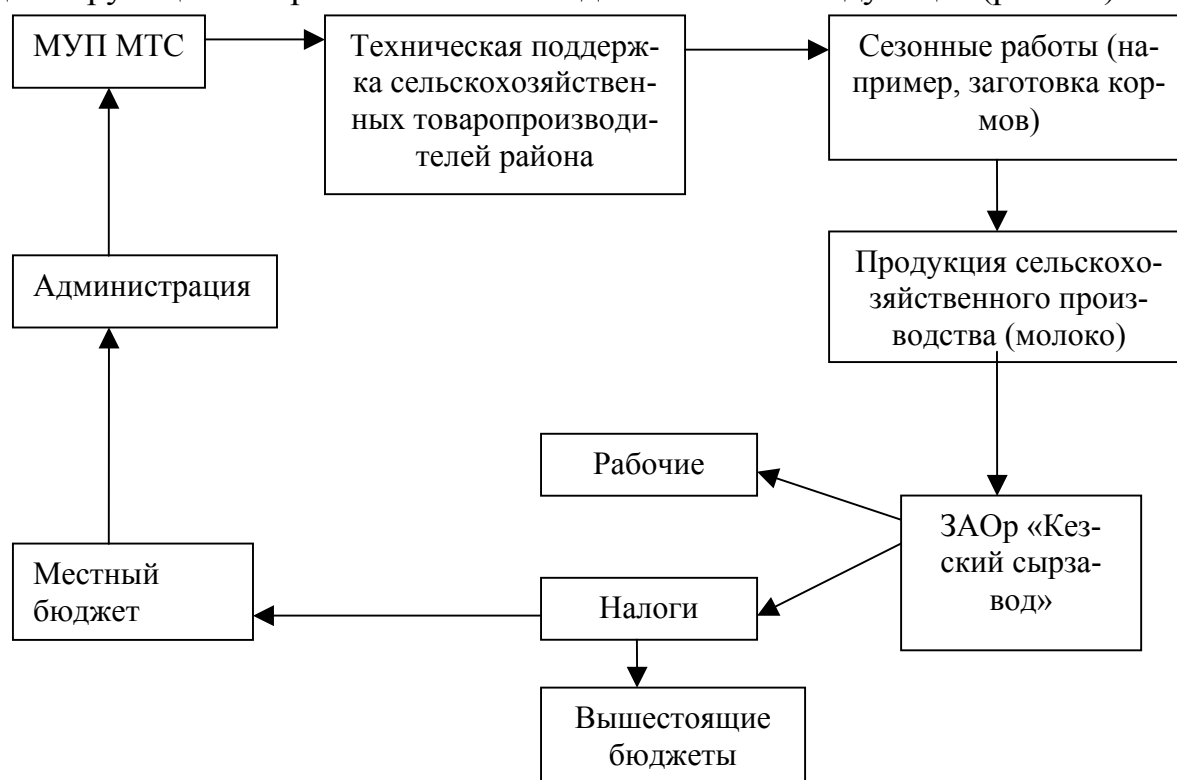 МУП МТС
Техническая поддерж-
ка сельскохозяйствен-
ных товаропроизводи-
телей района
Сезонные работы (на-
пример, заготовка кор-
мов)
Администрация
Продукция сельскохо-
зяйственного произ-
водства (молоко)
Рабочие
ЗАОр «Кез-
ский сырза-
вод»
Местный
бюджет
Налоги
Вышестоящие
бюджеты